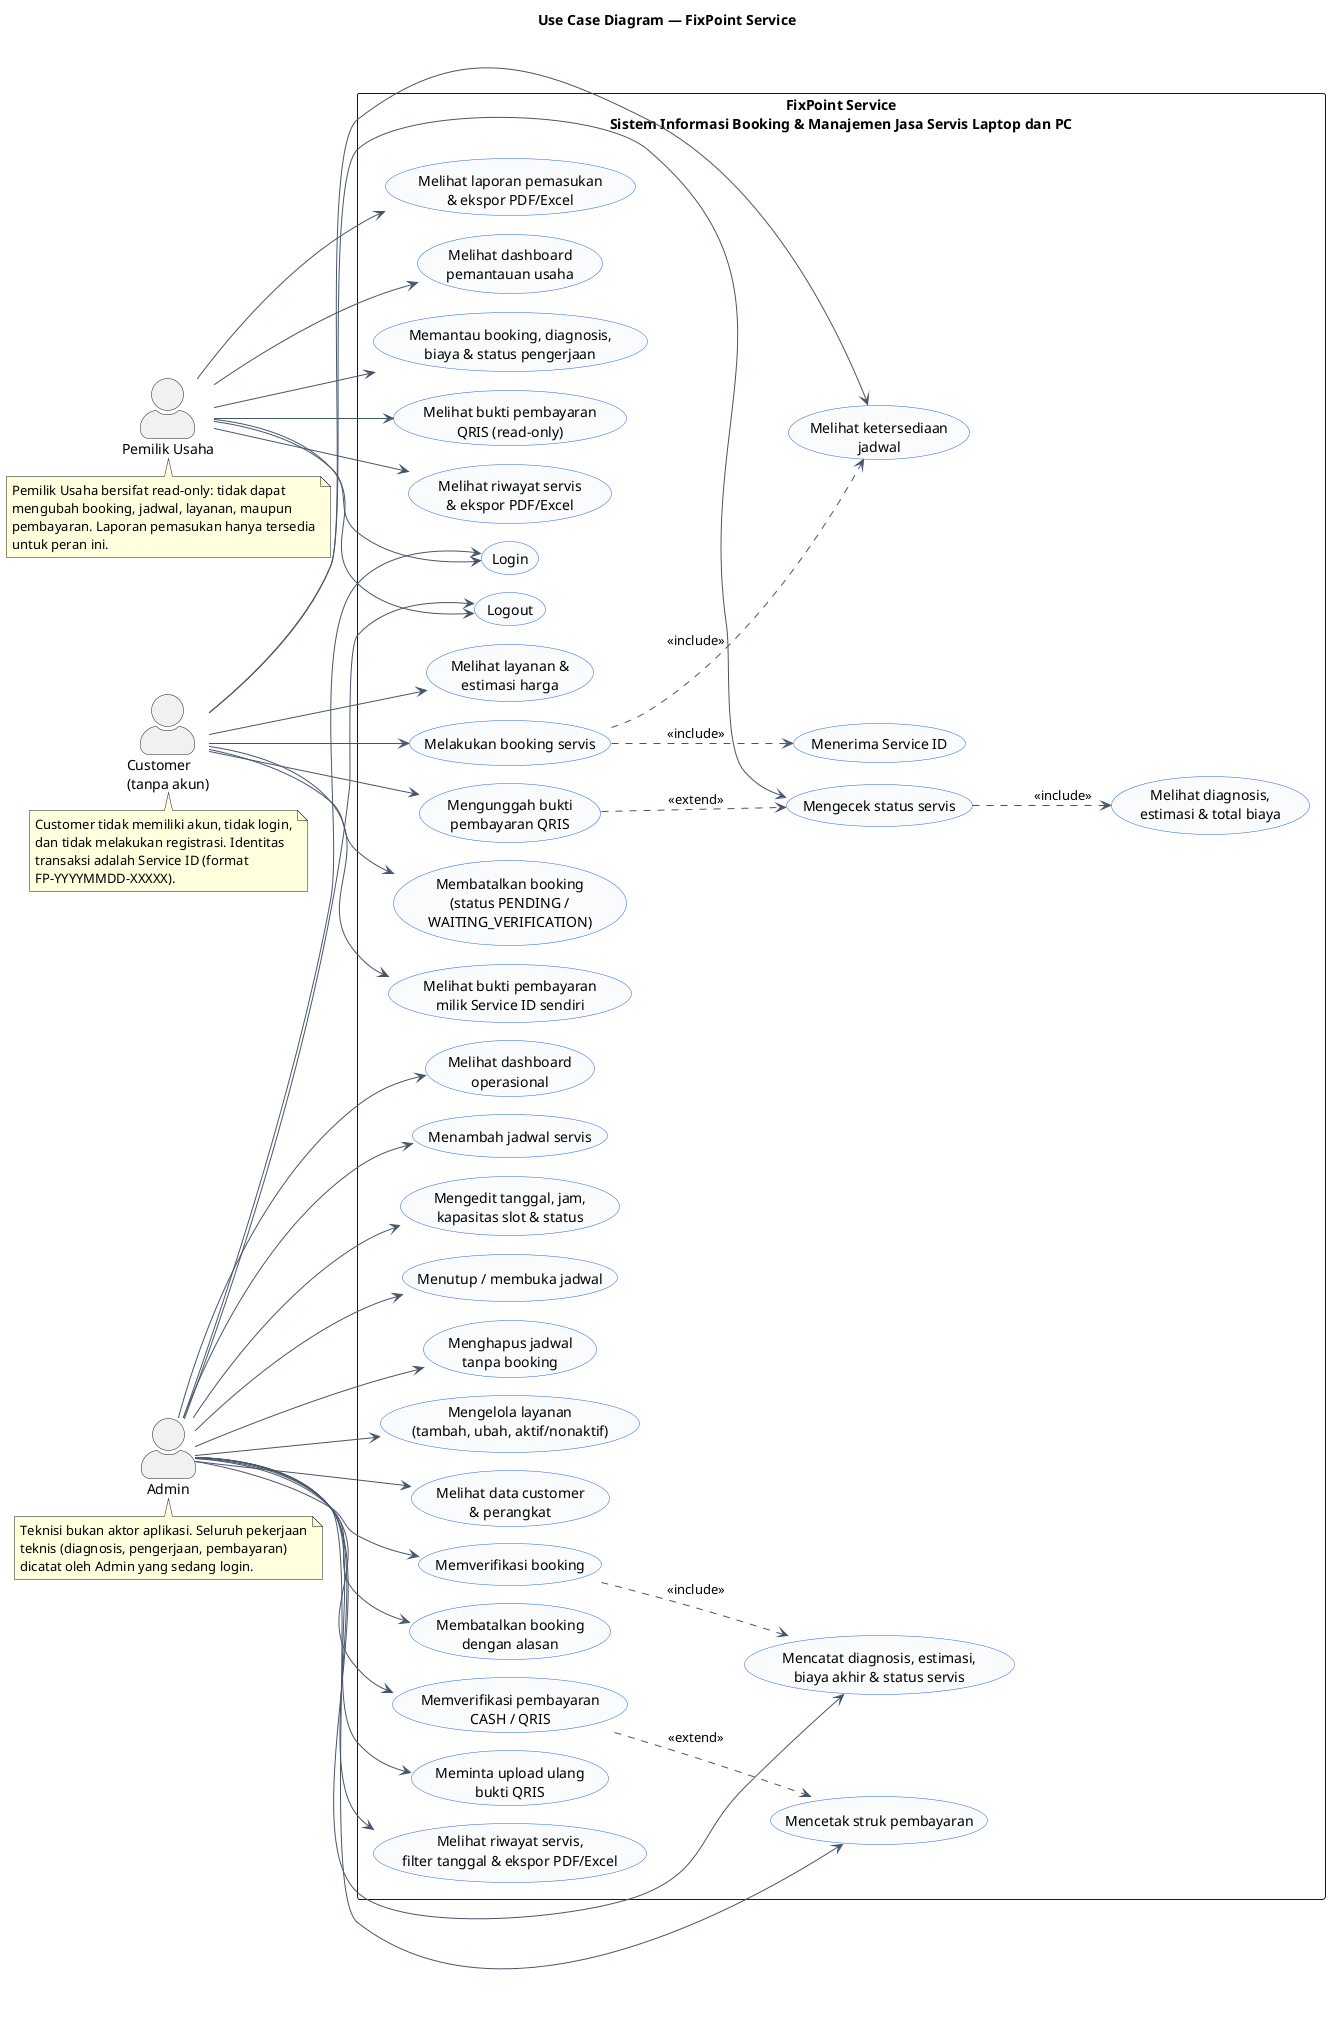 Use Case Diagram — FixPoint Service
FixPoint Service
Sistem Informasi Booking & Manajemen Jasa Servis Laptop dan PC
Melihat laporan pemasukan
& ekspor PDF/Excel
Melihat dashboard
pemantauan usaha
Memantau booking, diagnosis,
biaya & status pengerjaan
Melihat bukti pembayaran
QRIS (read-only)
Melihat riwayat servis
& ekspor PDF/Excel
Login
Logout
Pemilik Usaha
Pemilik Usaha bersifat read-only: tidak dapat
mengubah booking, jadwal, layanan, maupun
pembayaran. Laporan pemasukan hanya tersedia
untuk peran ini.
Melihat ketersediaan
jadwal
«include»
Melihat layanan &
estimasi harga
Melakukan booking servis
«include»
Menerima Service ID
Mengunggah bukti
pembayaran QRIS
«extend»
Mengecek status servis
«include»
Melihat diagnosis,
estimasi & total biaya
Customer
(tanpa akun)
Customer tidak memiliki akun, tidak login,
dan tidak melakukan registrasi. Identitas
transaksi adalah Service ID (format
FP-YYYYMMDD-XXXXX).
Membatalkan booking
(status PENDING /
WAITING_VERIFICATION)
Melihat bukti pembayaran
milik Service ID sendiri
Melihat dashboard
operasional
Menambah jadwal servis
Mengedit tanggal, jam,
kapasitas slot & status
Menutup / membuka jadwal
Menghapus jadwal
tanpa booking
Mengelola layanan
(tambah, ubah, aktif/nonaktif)
Melihat data customer
& perangkat
Admin
Teknisi bukan aktor aplikasi. Seluruh pekerjaan
teknis (diagnosis, pengerjaan, pembayaran)
dicatat oleh Admin yang sedang login.
Memverifikasi booking
«include»
Membatalkan booking
dengan alasan
Mencatat diagnosis, estimasi,
biaya akhir & status servis
Memverifikasi pembayaran
CASH / QRIS
«extend»
Meminta upload ulang
bukti QRIS
Mencetak struk pembayaran
Melihat riwayat servis,
filter tanggal & ekspor PDF/Excel